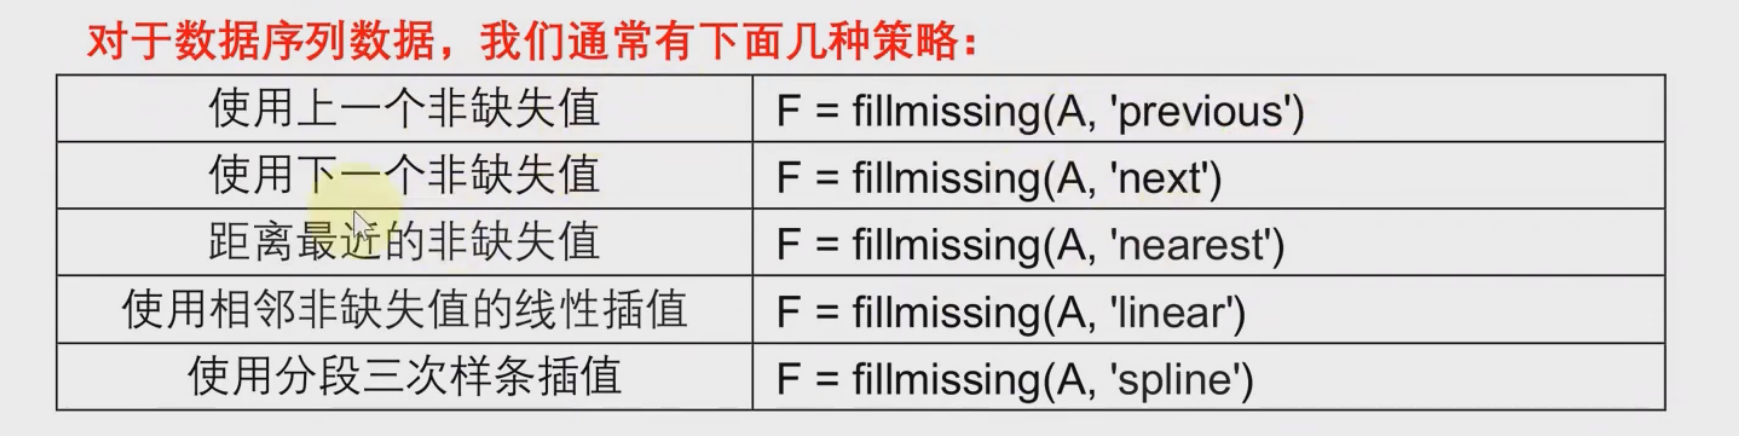 对于数据序列数据，我们通常有下面几种策略：
使用上一个非缺失值 F = fillmissing(A, 'previous')
使用下一个非缺失值 F = fillmissing(A, 'next')
距离最近的非缺失值 F = fillmissing(A, 'nearest')
使用相邻非缺失值的线性插值 F = fillmissing(A, 'linear')
使用分段三次样条插值 F = fillmissing(A, 'spline')